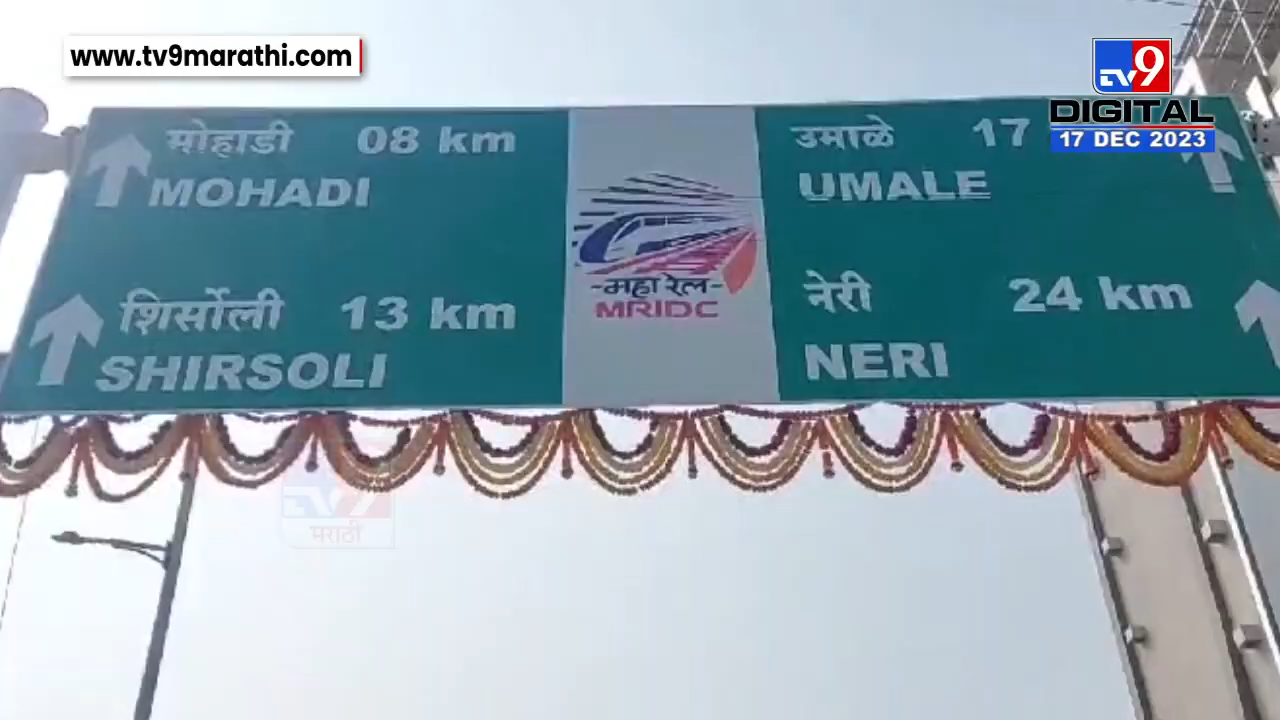 www.tv9marathi.com
TV9
DIGITAL
17 DEC 2023
मोहाडी 08 km
MOHADI
शिर्सोली 13 km
SHIRSOLI
-महा रेल-
MRIDC
उमाळे 17
UMALE
नेरी 24 km
NERI
TV9
मराठी